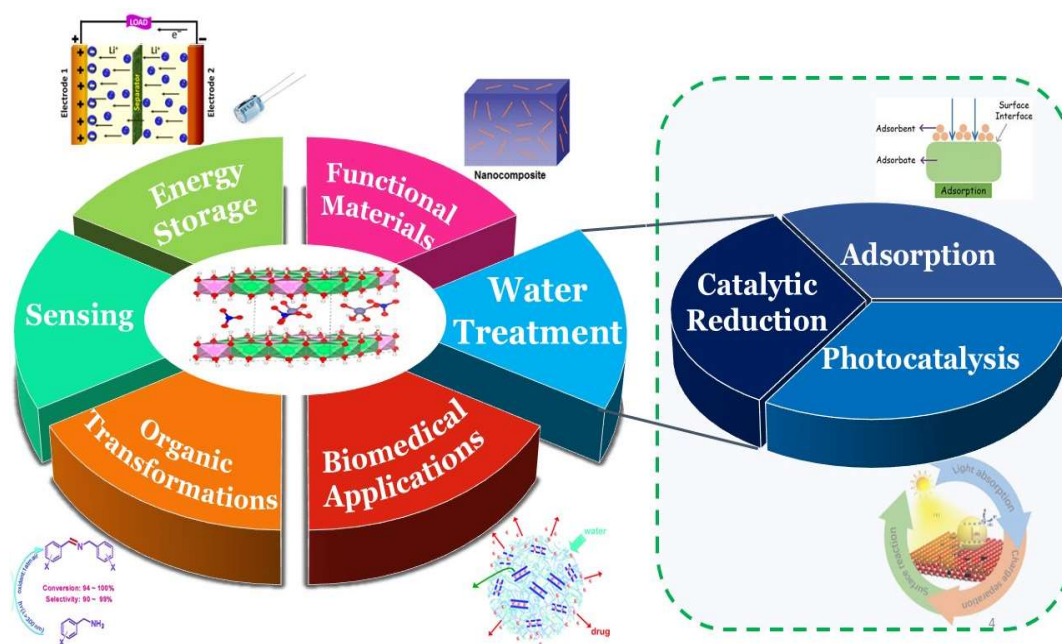 LOAD
+
e⁻
−
Li⁺
Li⁺
Electrode 1
Separator
Electrode 2
Nanocomposite
Surface
Interface
Adsorbent
Adsorbate
Adsorption
Energy
Storage
Functional
Materials
Sensing
Water
Treatment
Organic
Transformations
Biomedical
Applications
Catalytic
Reduction
Adsorption
Photocatalysis
X
N
X
Conversion: 94 – 100%
Selectivity: 90 – 98%
X
NH₂
water
drug
Light absorption
Charge separation
Surface reaction
4